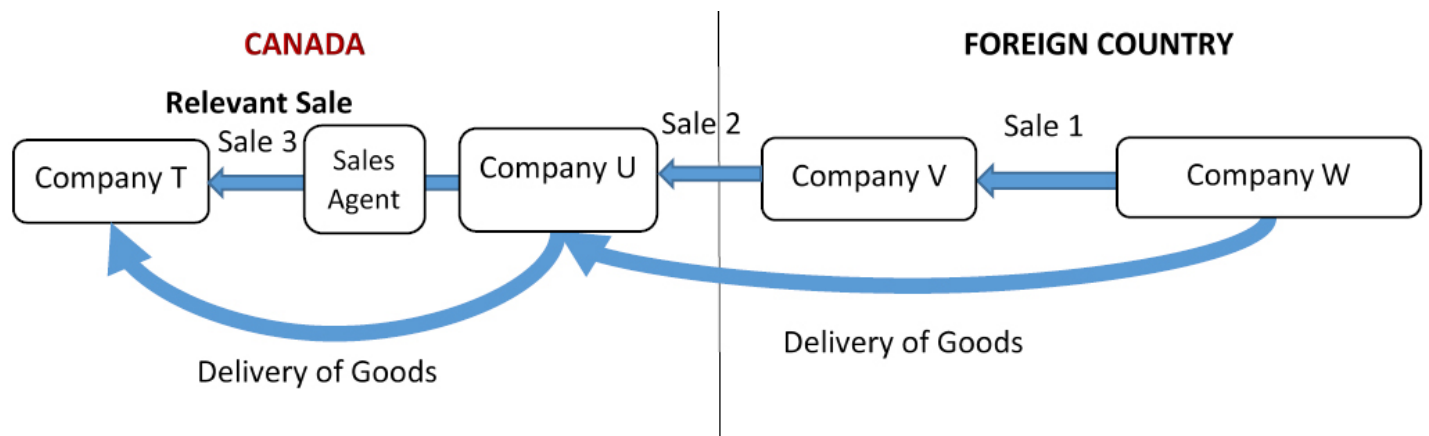 CANADA
FOREIGN COUNTRY
Relevant Sale
Sale 3
Sale 2
Sale 1
Company T
Sales
Agent
Company U
Company V
Company W
Delivery of Goods
Delivery of Goods